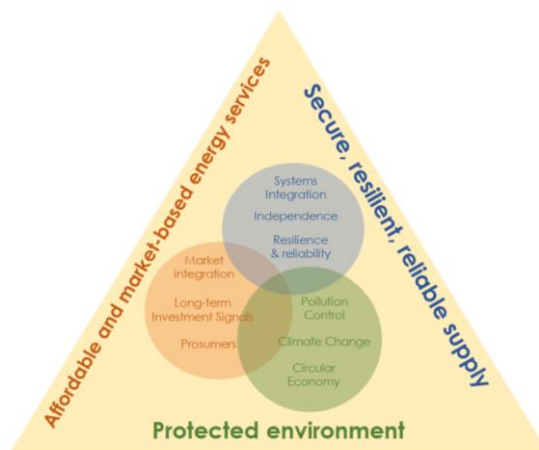 Affordable and market-based energy services
Secure, resilient, reliable supply
Systems
Integration
Independence
Resilience
& reliability
Market
Integration
Long-term
Investment Signals
Prosumers
Pollution
Control
Climate Change
Circular
Economy
Protected environment